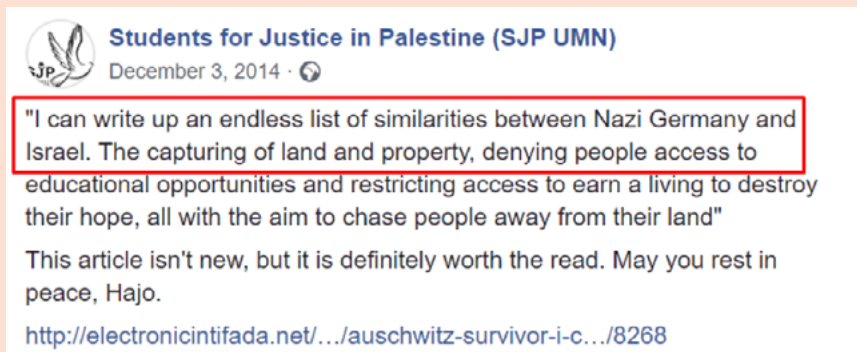 Students for Justice in Palestine (SJP UMN)
SJP
December 3, 2014 ·
"I can write up an endless list of similarities between Nazi Germany and
Israel. The capturing of land and property, denying people access to
educational opportunities and restricting access to earn a living to destroy
their hope, all with the aim to chase people away from their land"
This article isn't new, but it is definitely worth the read. May you rest in
peace, Hajo.
http://electronicintifada.net/…/auschwitz-survivor-i-c…/8268